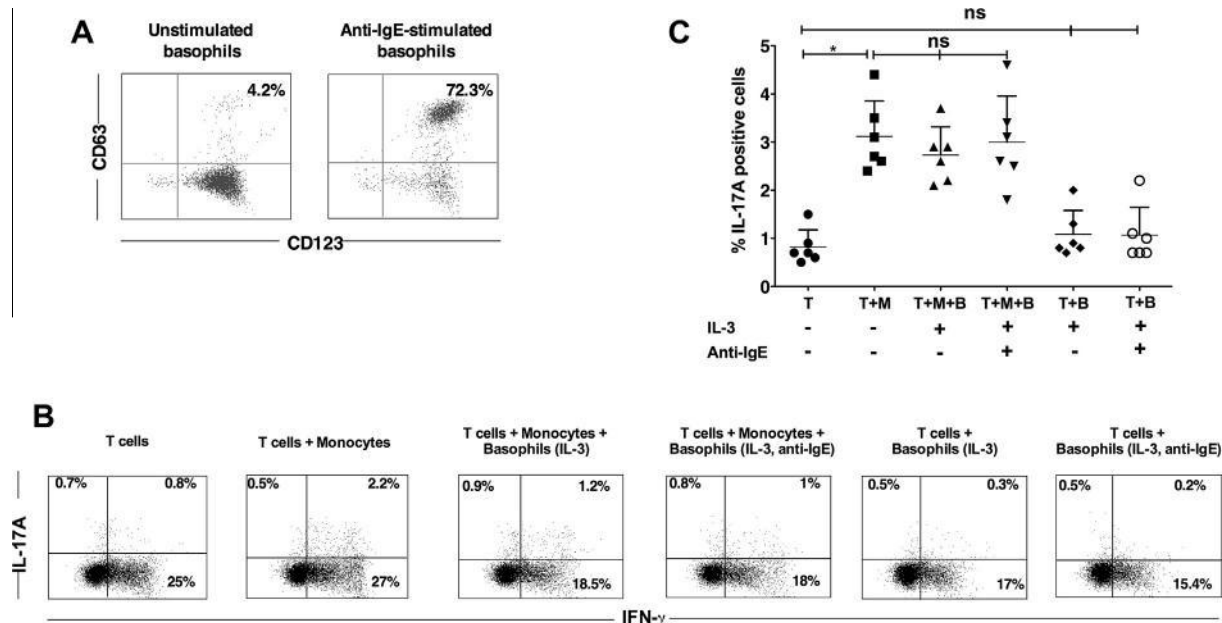 A
Unstimulated
basophils
Anti-IgE-stimulated
basophils
4.2%
72.3%
CD63
CD123
C
ns
*
ns
% IL-17A positive cells
5
4
3
2
1
0
T T+M T+M+B T+M+B T+B T+B
IL-3 - - + + + +
Anti-IgE - - - + - +
B
T cells
T cells + Monocytes
T cells + Monocytes +
Basophils (IL-3)
T cells + Monocytes +
Basophils (IL-3, anti-IgE)
T cells +
Basophils (IL-3)
T cells +
Basophils (IL-3, anti-IgE)
0.7% 0.8% 0.5% 2.2% 0.9% 1.2% 0.8% 1% 0.5% 0.3% 0.5% 0.2%
IL-17A
25% 27% 18.5% 18% 17% 15.4%
IFN-γ